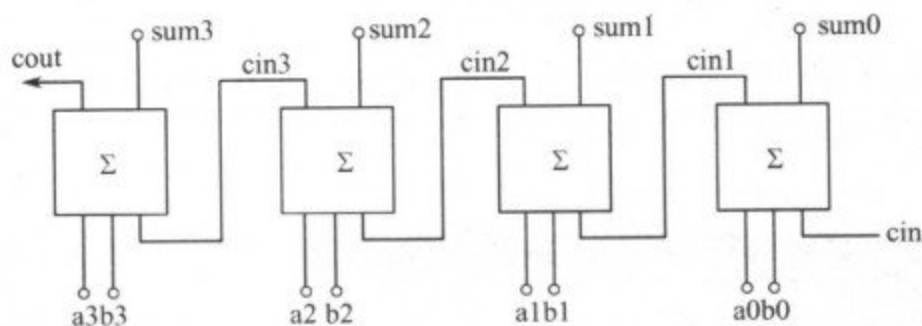 sum3 sum2 sum1 sum0
cout cin3 cin2 cin1
Σ Σ Σ Σ
cin
a3b3 a2 b2 a1b1 a0b0